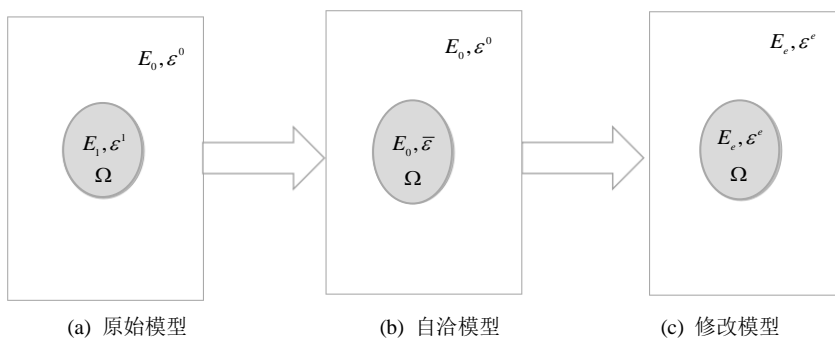 E₀, ε⁰
E₁, ε¹
Ω
(a) 原始模型
E₀, ε⁰
E₀, ε̅
Ω
(b) 自洽模型
Eₑ, εᵉ
Eₑ, εᵉ
Ω
(c) 修改模型